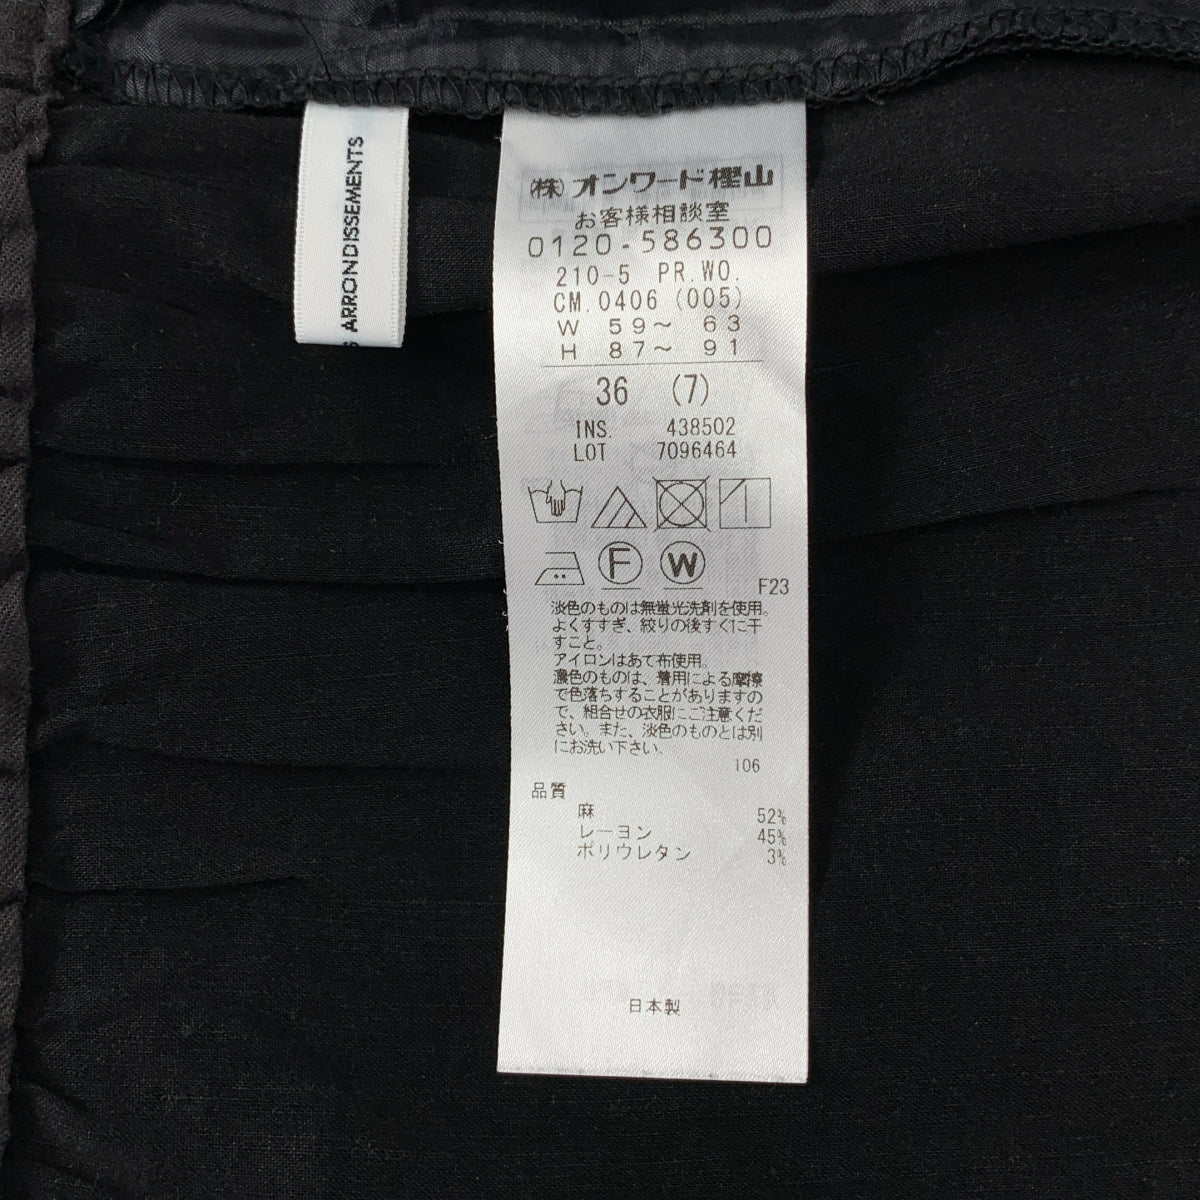 S ARRONDISSEMENTS
(株)オンワード樫山
お客様相談室
0120-586300
210-5 PR.WO.
CM.0406 (005)
W 59～ 63
H 87～ 91
36 (7)
INS. 438502
LOT 7096464
F W
F23
淡色のものは無蛍光洗剤を使用。
よくすすぎ、絞りの後すぐに干
すこと。
アイロンはあて布使用。
濃色のものは、着用による摩擦
で色落ちすることがありますの
で、組合せの衣服にご注意くだ
さい。また、淡色のものとは別
にお洗い下さい。
106
品質
麻 52%
レーヨン 45%
ポリウレタン 3%
日本製